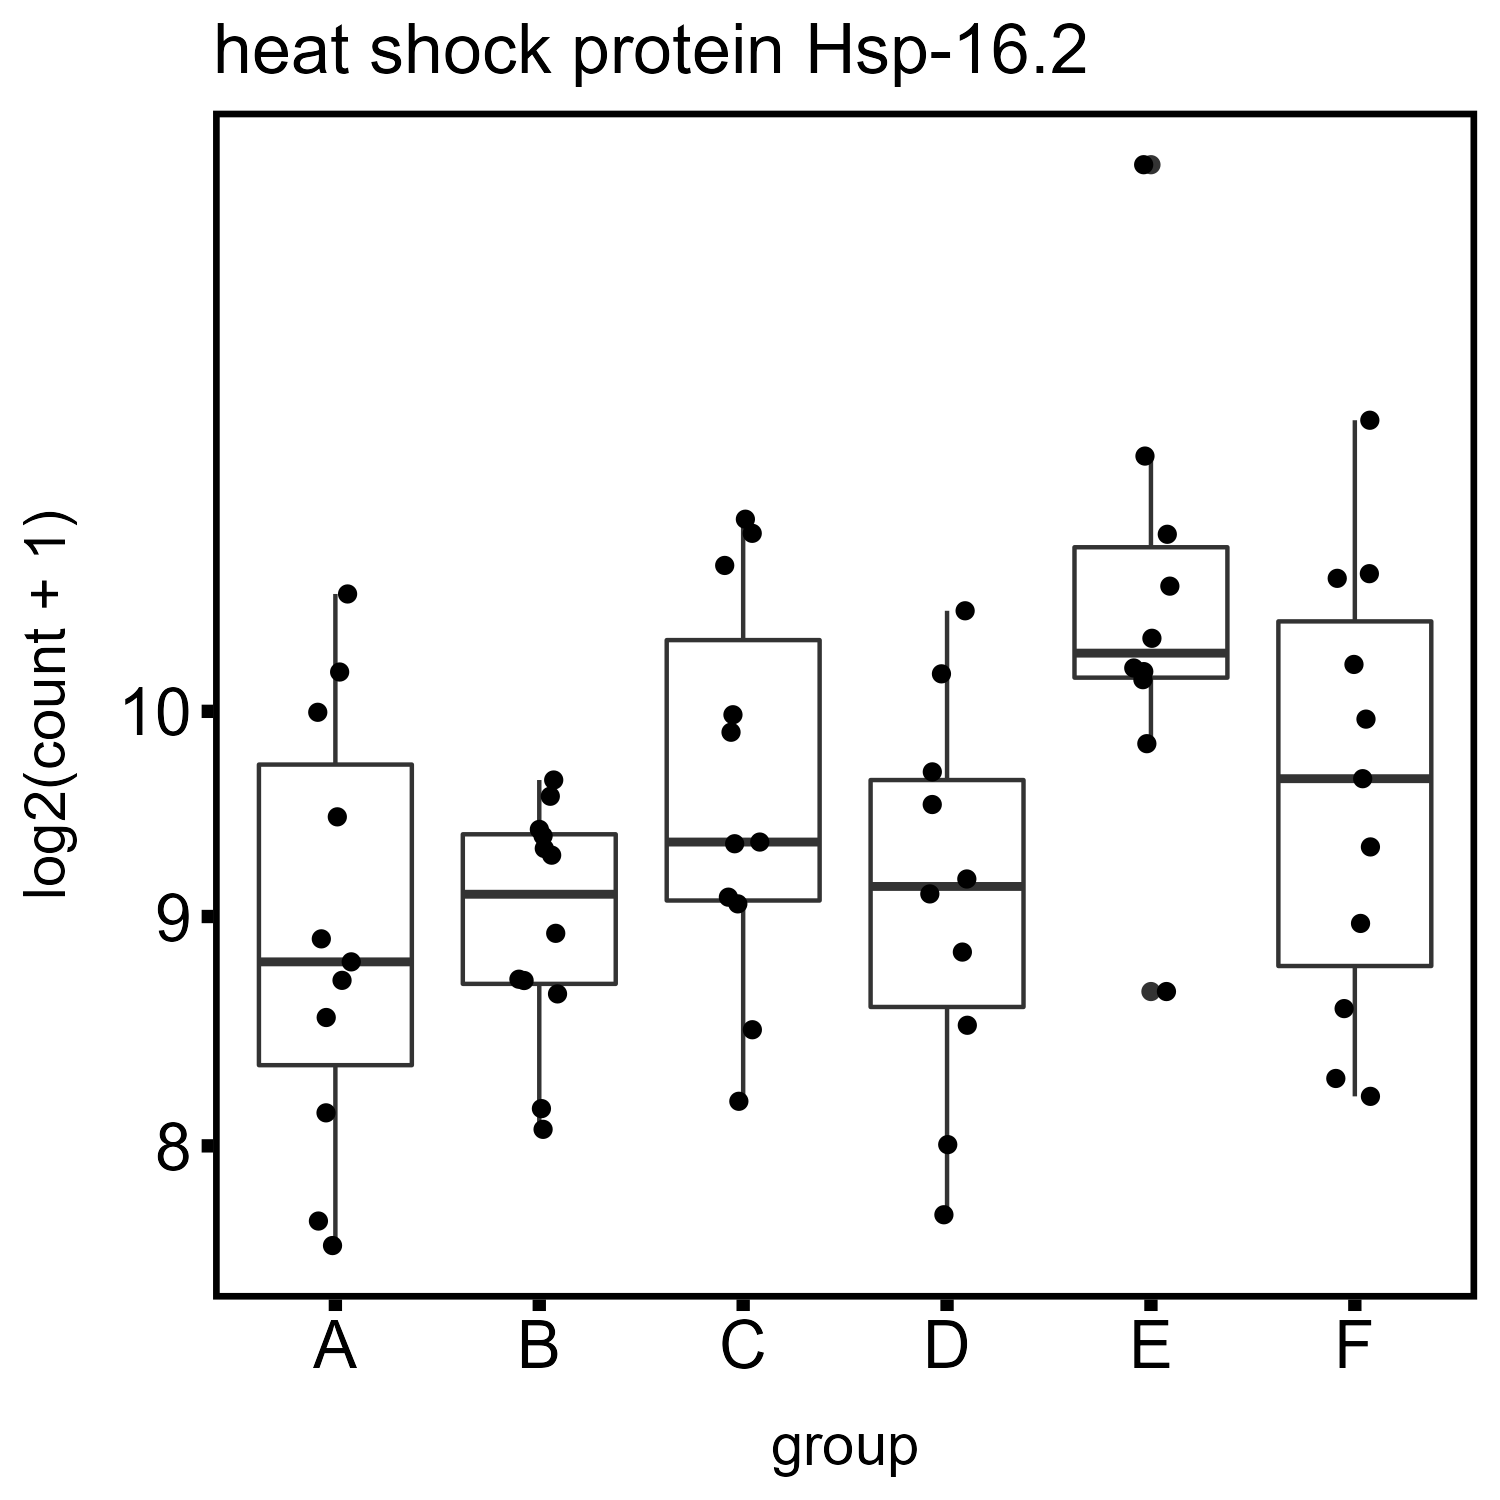 heat shock protein Hsp-16.2
log2(count + 1)
10
9
8
A B C D E F
group